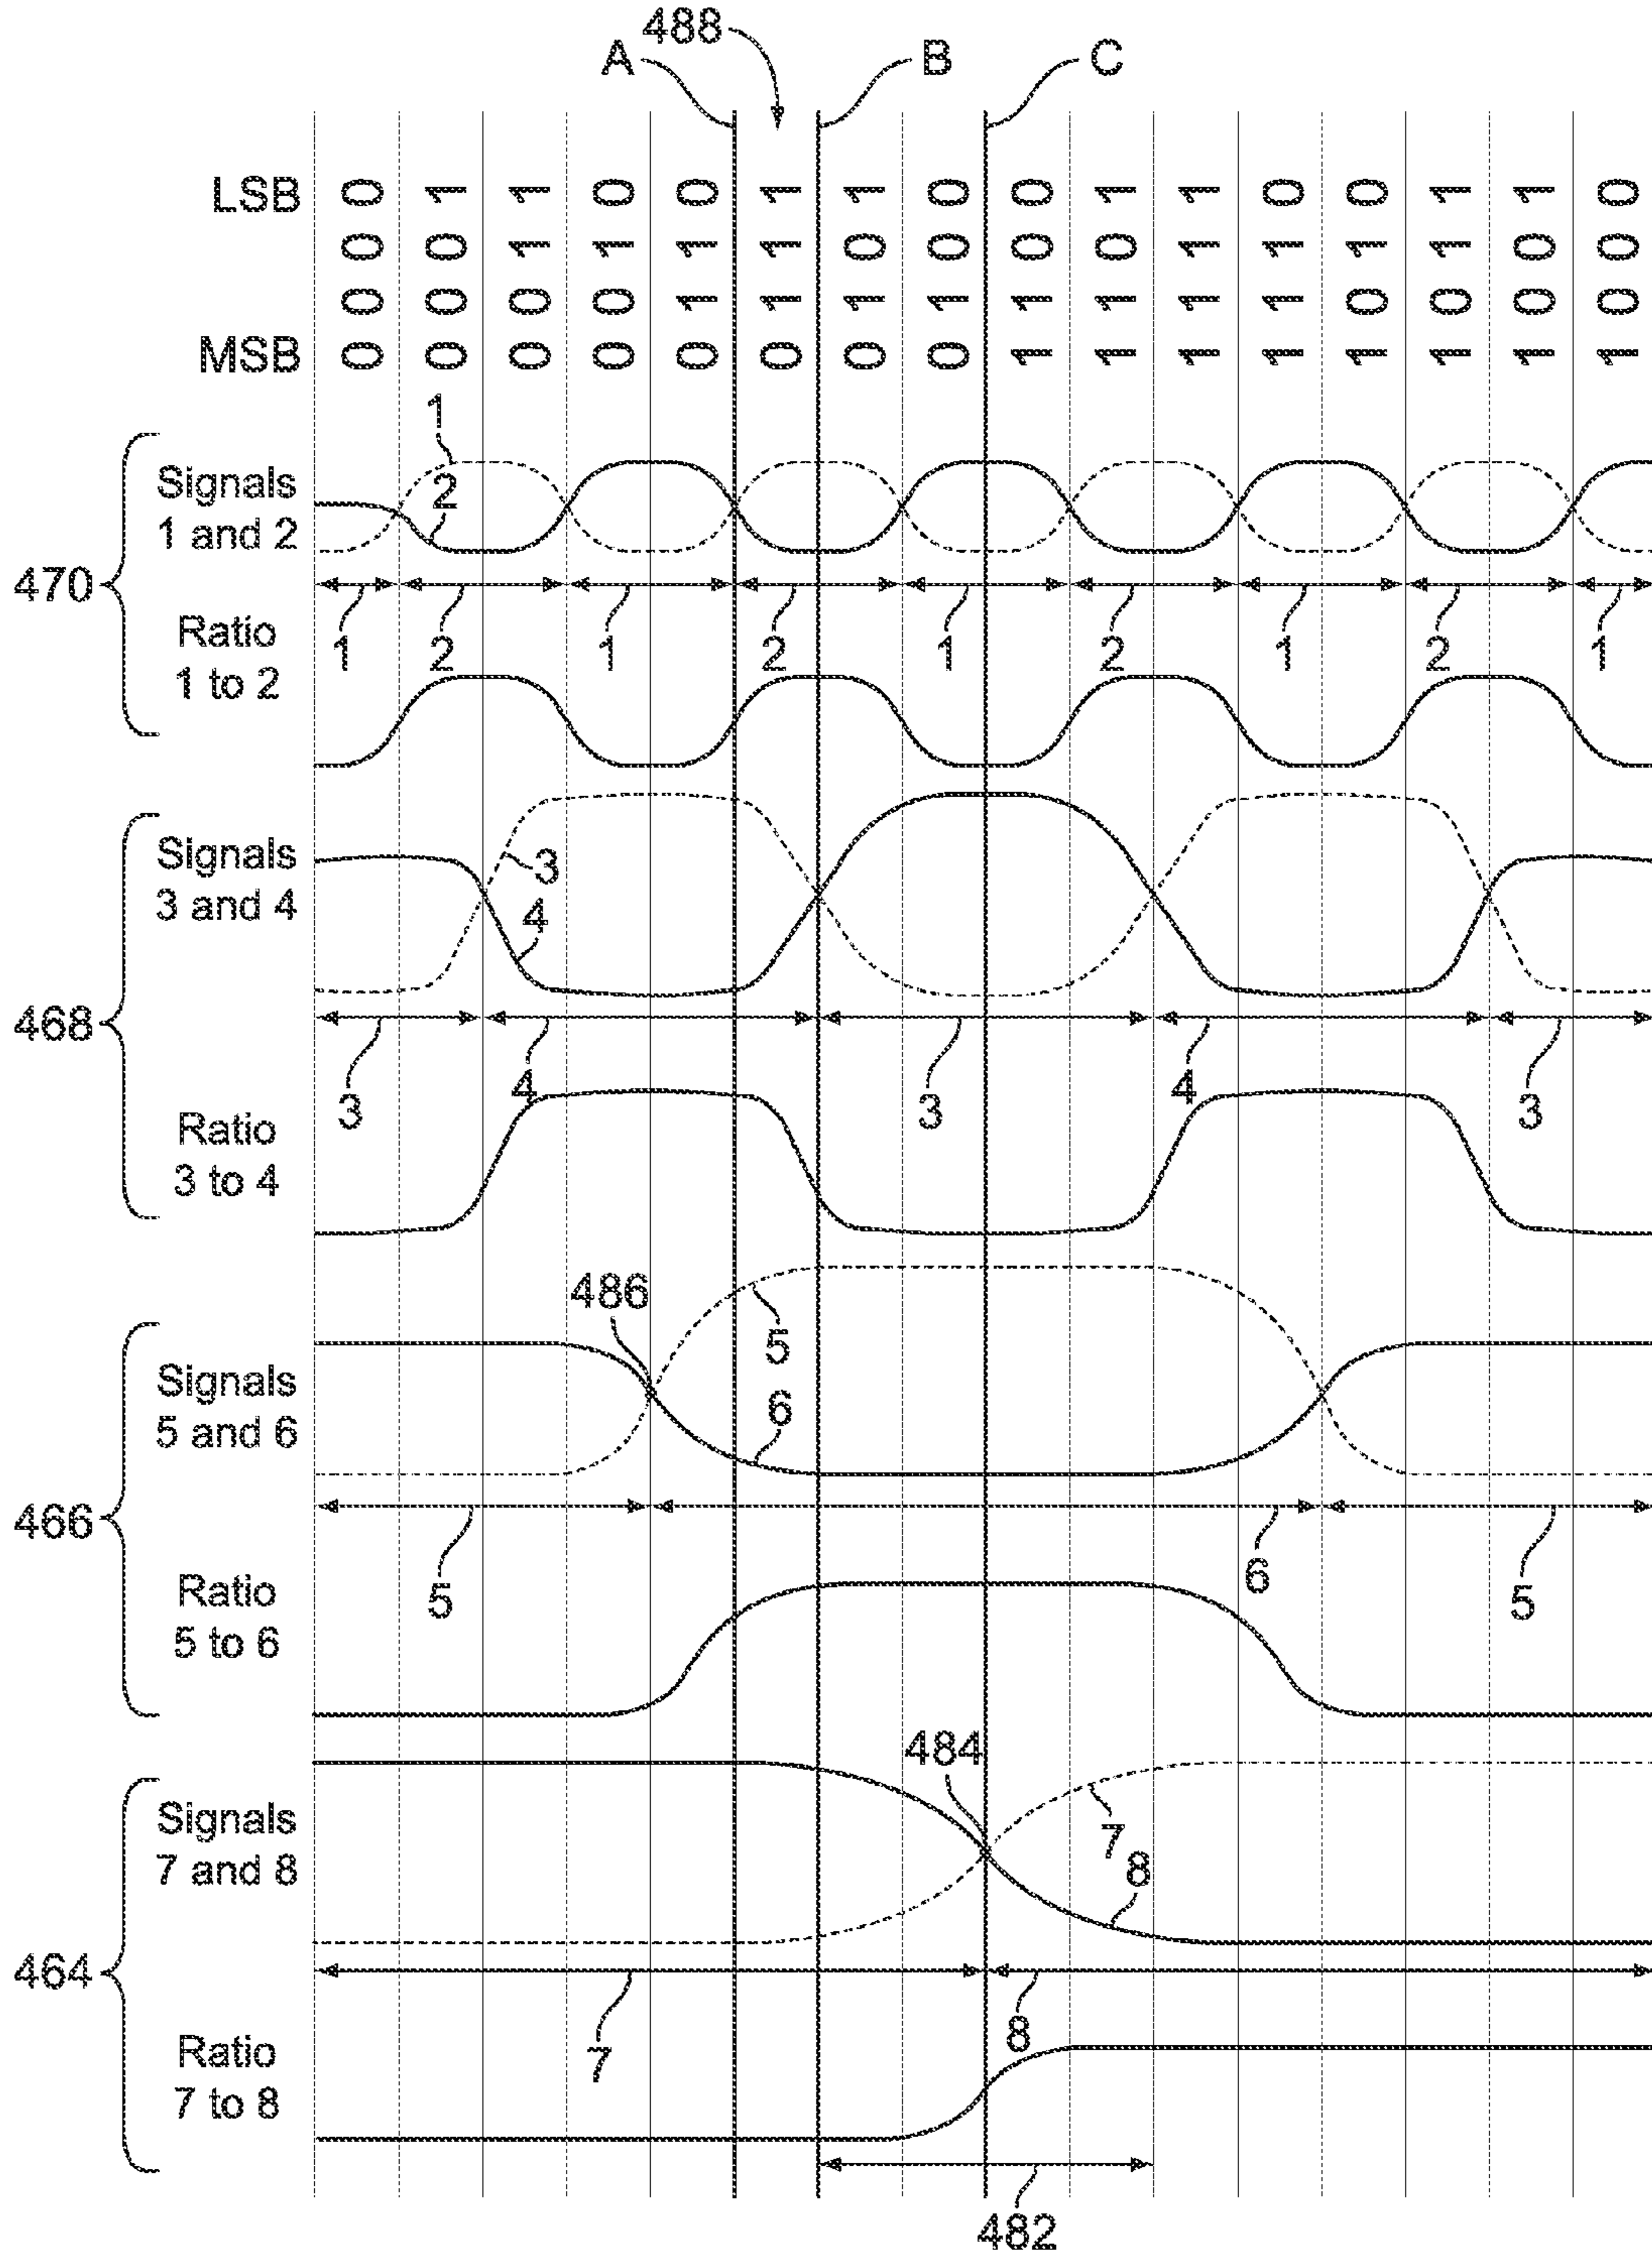 488
A B C
LSB 0 1 1 0 0 1 1 0 0 1 1 0 0 1 1 0
0 0 1 1 1 1 0 0 0 0 1 1 1 1 0 0
0 0 0 0 1 1 1 1 1 1 1 1 0 0 0 0
MSB 0 0 0 0 0 0 0 0 1 1 1 1 1 1 1 1
1
2
Signals
1 and 2
470
1 2 1 2 1 2 1 2 1
Ratio
1 to 2
Signals
3 and 4
3
4
468
3 4 3 4 3
Ratio
3 to 4
486
5
6
Signals
5 and 6
466
5 6 5
Ratio
5 to 6
484
Signals
7 and 8
7
8
464
7 8
Ratio
7 to 8
482